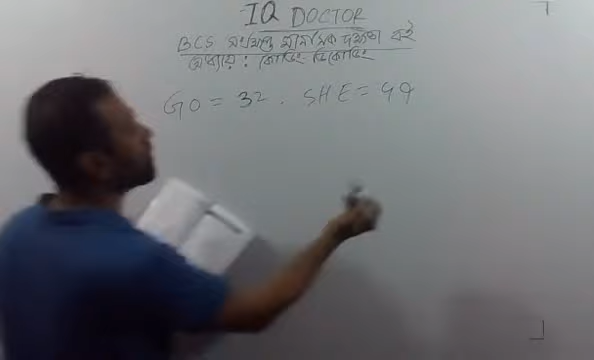 IQ DOCTOR
BCS মানসিক দক্ষতা বই
অধ্যায় : কোডিং-ডিকোডিং
GO = 32 . SHE = 49